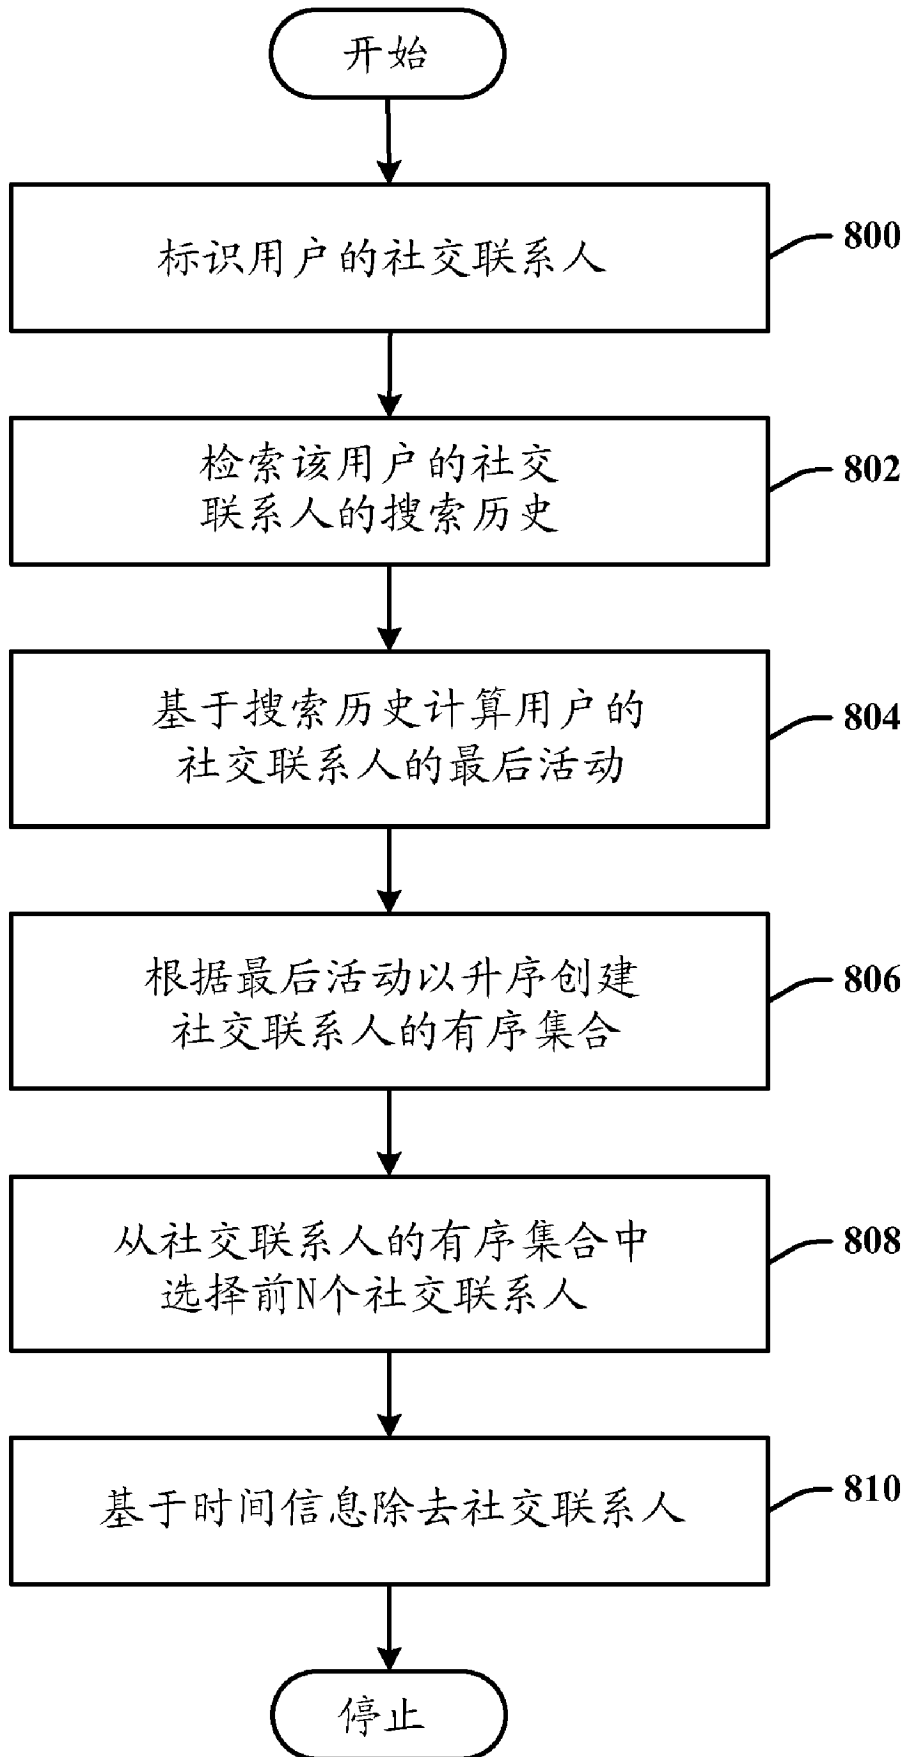 开始
标识用户的社交联系人
800
检索该用户的社交
联系人的搜索历史
802
基于搜索历史计算用户的
社交联系人的最后活动
804
根据最后活动以升序创建
社交联系人的有序集合
806
从社交联系人的有序集合中
选择前N个社交联系人
808
基于时间信息除去社交联系人
810
停止